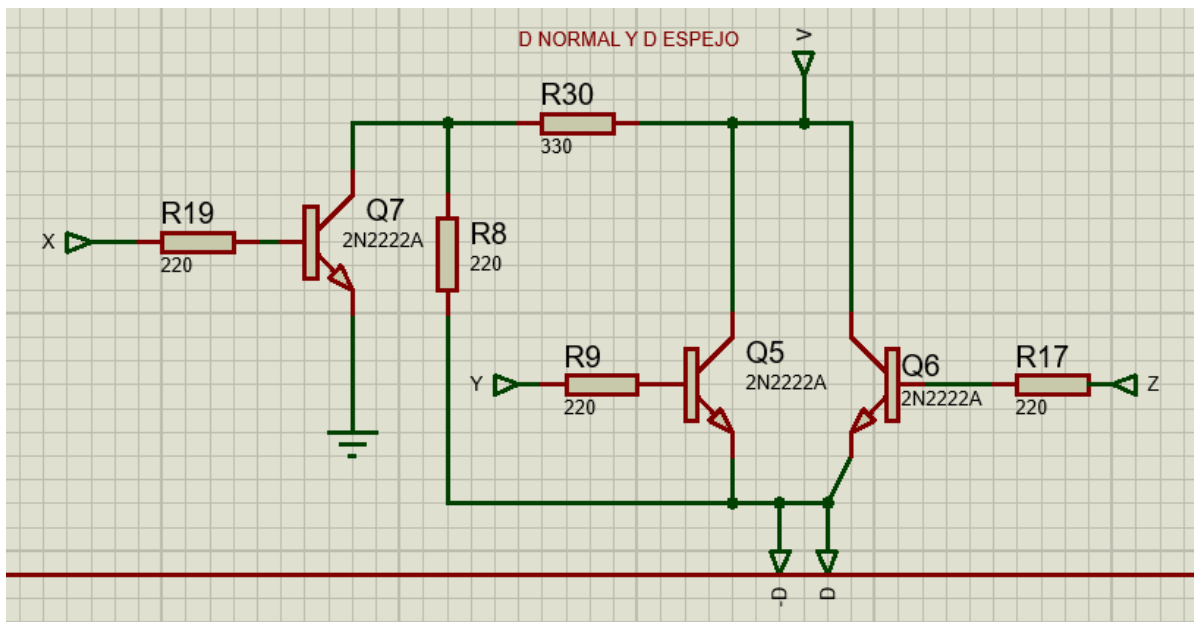 D NORMAL Y D ESPEJO
V
R30
330
R19
X
220
Q7
2N2222A
R8
220
R9
Y
220
Q5
2N2222A
Q6
2N2222A
R17
Z
220
-D
D